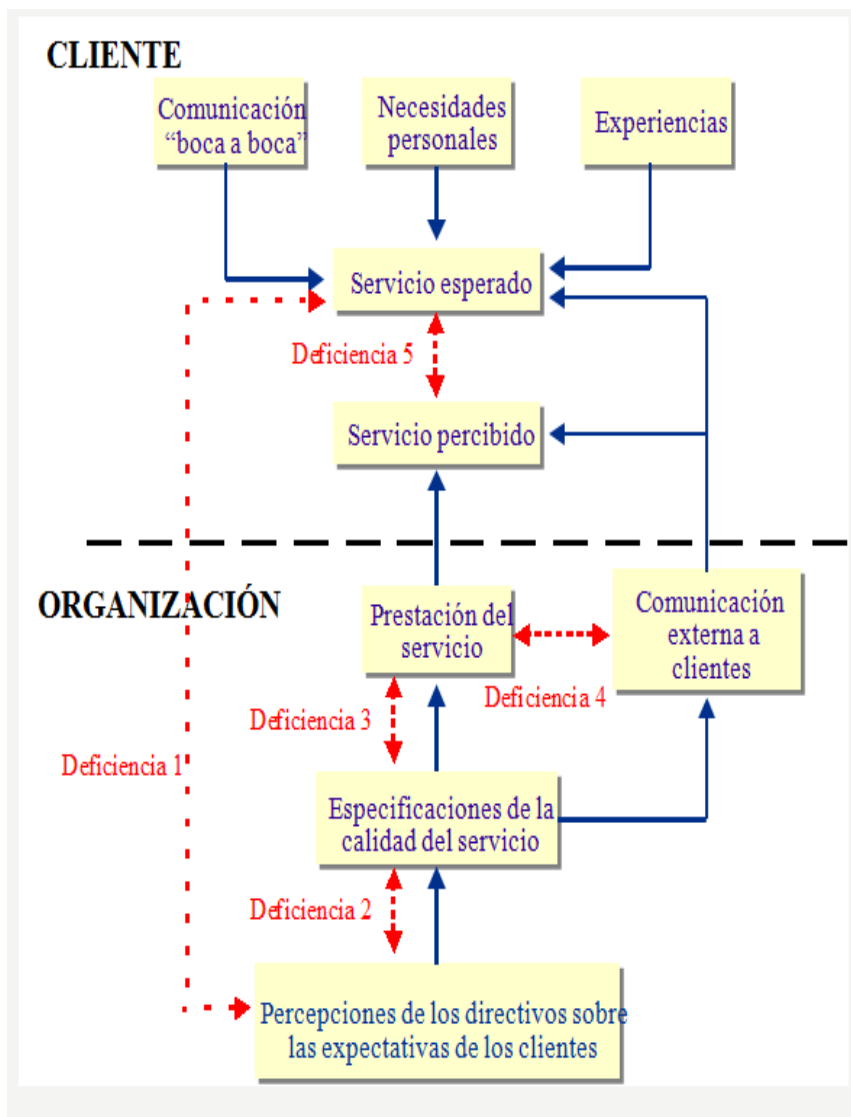 CLIENTE
Comunicación
“boca a boca”
Necesidades
personales
Experiencias
Servicio esperado
Deficiencia 5
Servicio percibido
ORGANIZACIÓN
Prestación del
servicio
Comunicación
externa a
clientes
Deficiencia 4
Deficiencia 3
Deficiencia 1
Especificaciones de la
calidad del servicio
Deficiencia 2
Percepciones de los directivos sobre
las expectativas de los clientes